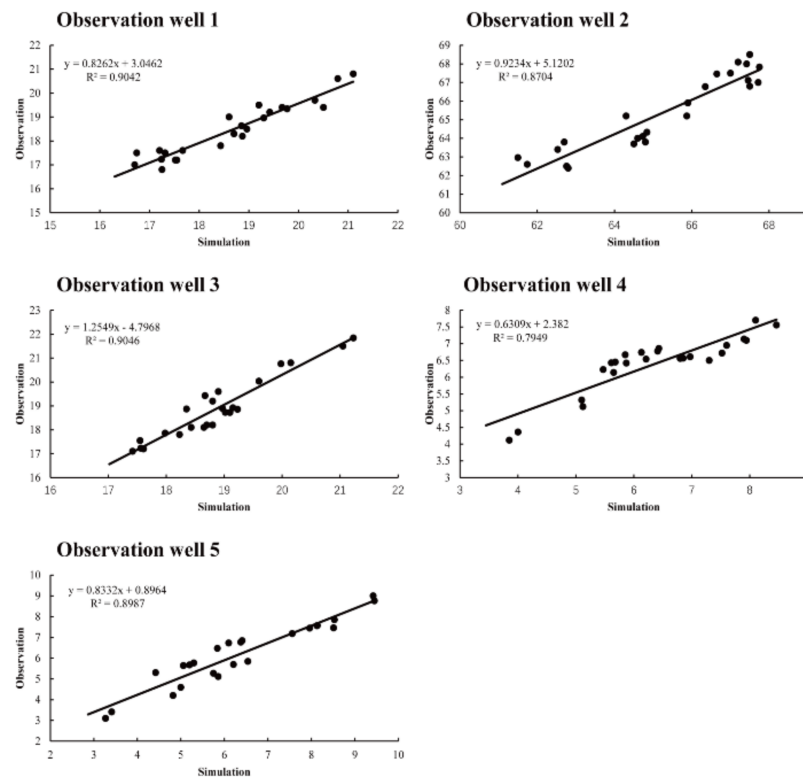 Observation well 1
22
21
20
19
18
17
16
15
Observation
y = 0.8262x + 3.0462
R² = 0.9042
15 16 17 18 19 20 21 22
Simulation
Observation well 2
69
68
67
66
65
64
63
62
61
60
Observation
y = 0.9234x + 5.1202
R² = 0.8704
60 62 64 66 68
Simulation
Observation well 3
23
22
21
20
19
18
17
16
Observation
y = 1.2549x - 4.7968
R² = 0.9046
16 17 18 19 20 21 22
Simulation
Observation well 4
8
7.5
7
6.5
6
5.5
5
4.5
4
3.5
3
Observation
y = 0.6309x + 2.382
R² = 0.7949
3 4 5 6 7 8
Simulation
Observation well 5
10
9
8
7
6
5
4
3
2
Observation
y = 0.8332x + 0.8964
R² = 0.8987
2 3 4 5 6 7 8 9 10
Simulation